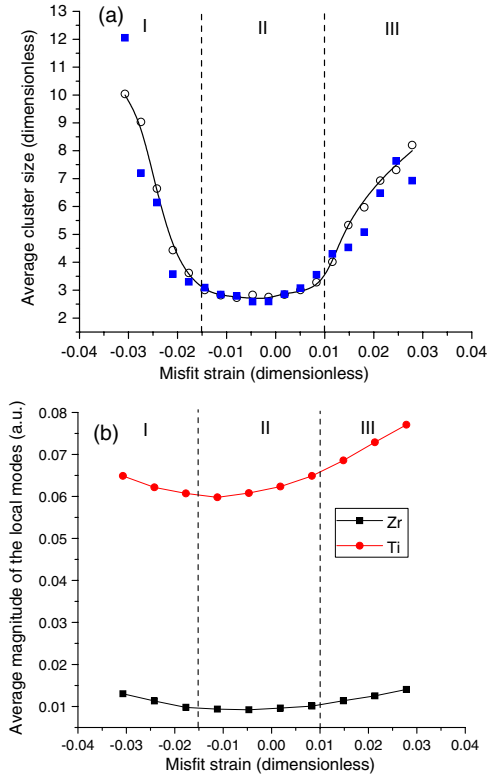 (a)
I
II
III
Average cluster size (dimensionless)
13
12
11
10
9
8
7
6
5
4
3
2
-0.04 -0.03 -0.02 -0.01 0.00 0.01 0.02 0.03 0.04
Misfit strain (dimensionless)
(b)
I
II
III
Average magnitude of the local modes (a.u.)
0.08
0.07
0.06
0.05
0.04
0.03
0.02
0.01
0.00
Zr
Ti
-0.04 -0.03 -0.02 -0.01 0.00 0.01 0.02 0.03 0.04
Misfit strain (dimensionless)